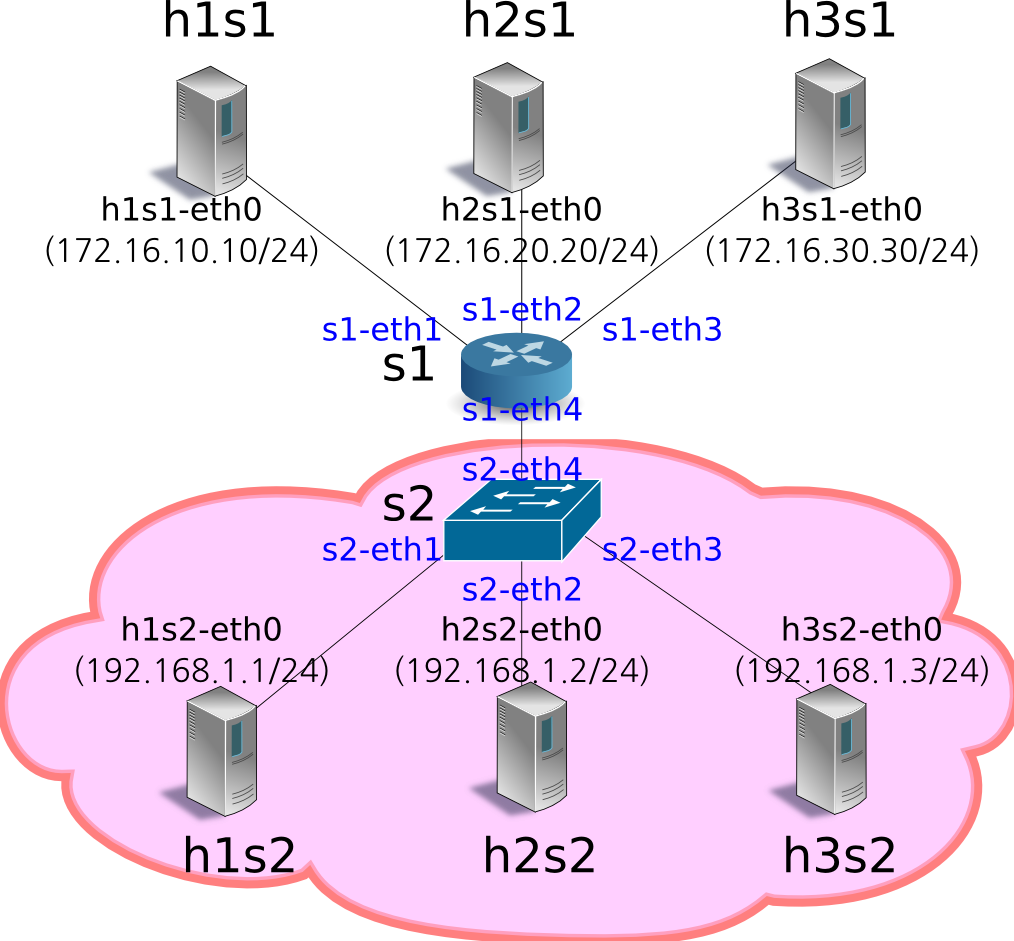 h1s1
h2s1
h3s1
h1s1-eth0
(172.16.10.10/24)
h2s1-eth0
(172.16.20.20/24)
h3s1-eth0
(172.16.30.30/24)
s1-eth1
s1-eth2
s1-eth3
s1
s1-eth4
s2-eth4
s2
s2-eth1
s2-eth2
s2-eth3
h1s2-eth0
(192.168.1.1/24)
h2s2-eth0
(192.168.1.2/24)
h3s2-eth0
(192.168.1.3/24)
h1s2
h2s2
h3s2